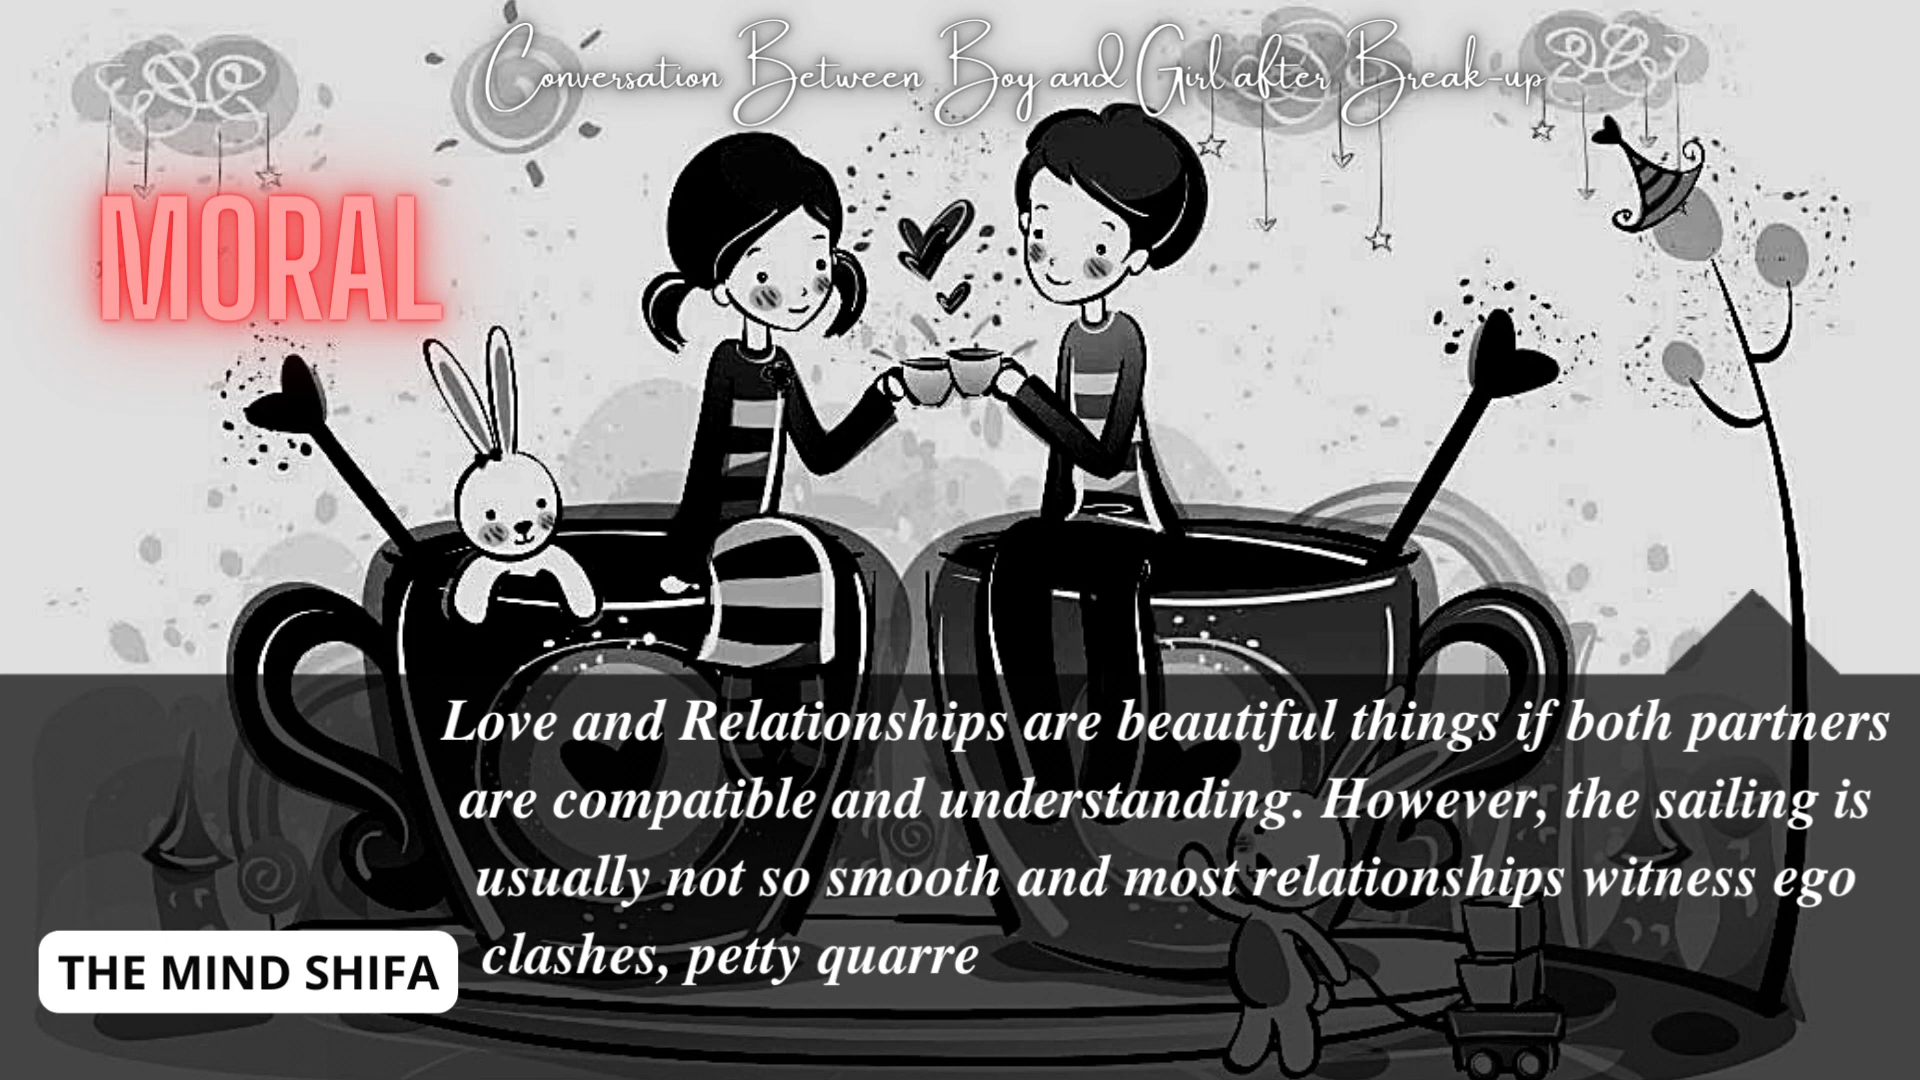 Conversation Between Boy and Girl after Break-up
MORAL
Love and Relationships are beautiful things if both partners
are compatible and understanding. However, the sailing is
usually not so smooth and most relationships witness ego
clashes, petty quarre
THE MIND SHIFA